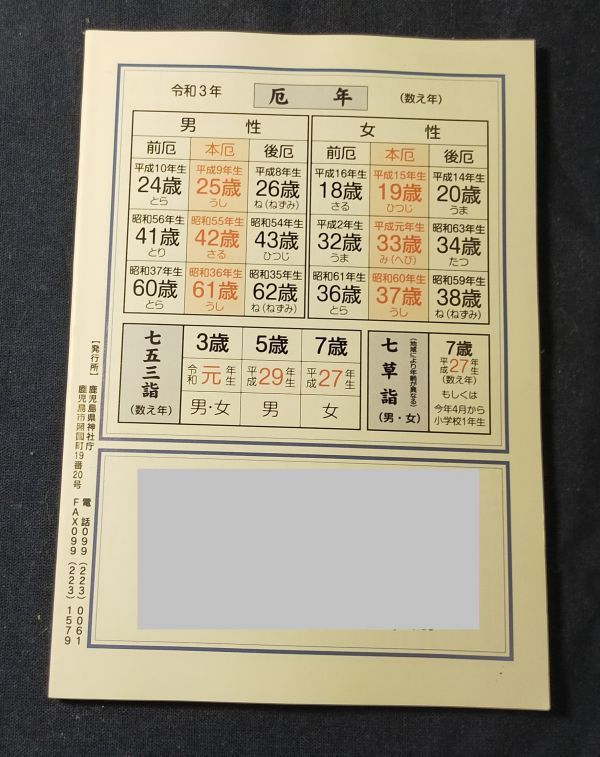 令和3年 厄年 (数え年)
男性 女性
前厄 本厄 後厄 前厄 本厄 後厄
平成10年生 平成9年生 平成8年生 平成16年生 平成15年生 平成14年生
24歳 25歳 26歳 18歳 19歳 20歳
とら うし ね(ねずみ) さる ひつじ うま
昭和56年生 昭和55年生 昭和54年生 平成2年生 平成元年生 昭和63年生
41歳 42歳 43歳 32歳 33歳 34歳
とり さる ひつじ うま み(へび) たつ
昭和37年生 昭和36年生 昭和35年生 昭和61年生 昭和60年生 昭和59年生
60歳 61歳 62歳 36歳 37歳 38歳
とら うし ね(ねずみ) とら うし ね(ねずみ)
七五三詣
(数え年)
3歳 5歳 7歳
令和元年生 平成29年生 平成27年生
男・女 男 女
七草詣
(地域により年齢が異なる)
(男・女)
7歳
平成27年生
(数え年)
もしくは
今年4月から
小学校1年生
【発行所】 鹿児島県神社庁
鹿児島市照国町19番20号
電話099(223)0061
FAX099(223)1579